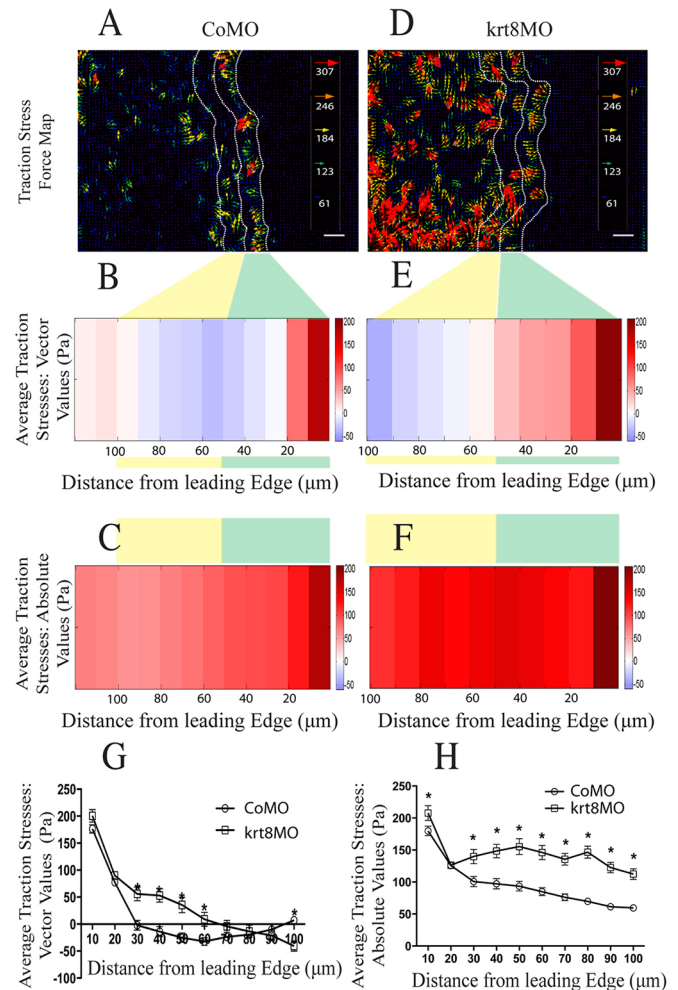 A
CoMO
D
krt8MO
Traction Stress
Force Map
307
246
184
123
61
307
246
184
123
61
B
E
Average Traction
Stresses: Vector
Values (Pa)
200
150
100
50
0
-50
200
150
100
50
0
-50
100 80 60 40 20
100 80 60 40 20
Distance from leading Edge (μm)
Distance from leading Edge (μm)
C
F
Average Traction
Stresses: Absolute
Values (Pa)
200
150
100
50
0
-50
200
150
100
50
0
-50
100 80 60 40 20
80 60 40 20
Distance from leading Edge (μm)
Distance from leading Edge (μm)
G
Average Traction Stresses:
Vector Values (Pa)
250
200
150
100
50
0
-50
-100
CoMO
krt8MO
* * * * *
10 20 30 40 50 60 70 80 90 100
Distance from leading Edge (μm)
H
Average Traction Stresses:
Absolute Values (Pa)
250
200
150
100
50
0
CoMO
krt8MO
* * * * * * * * *
10 20 30 40 50 60 70 80 90 100
Distance from leading Edge (μm)